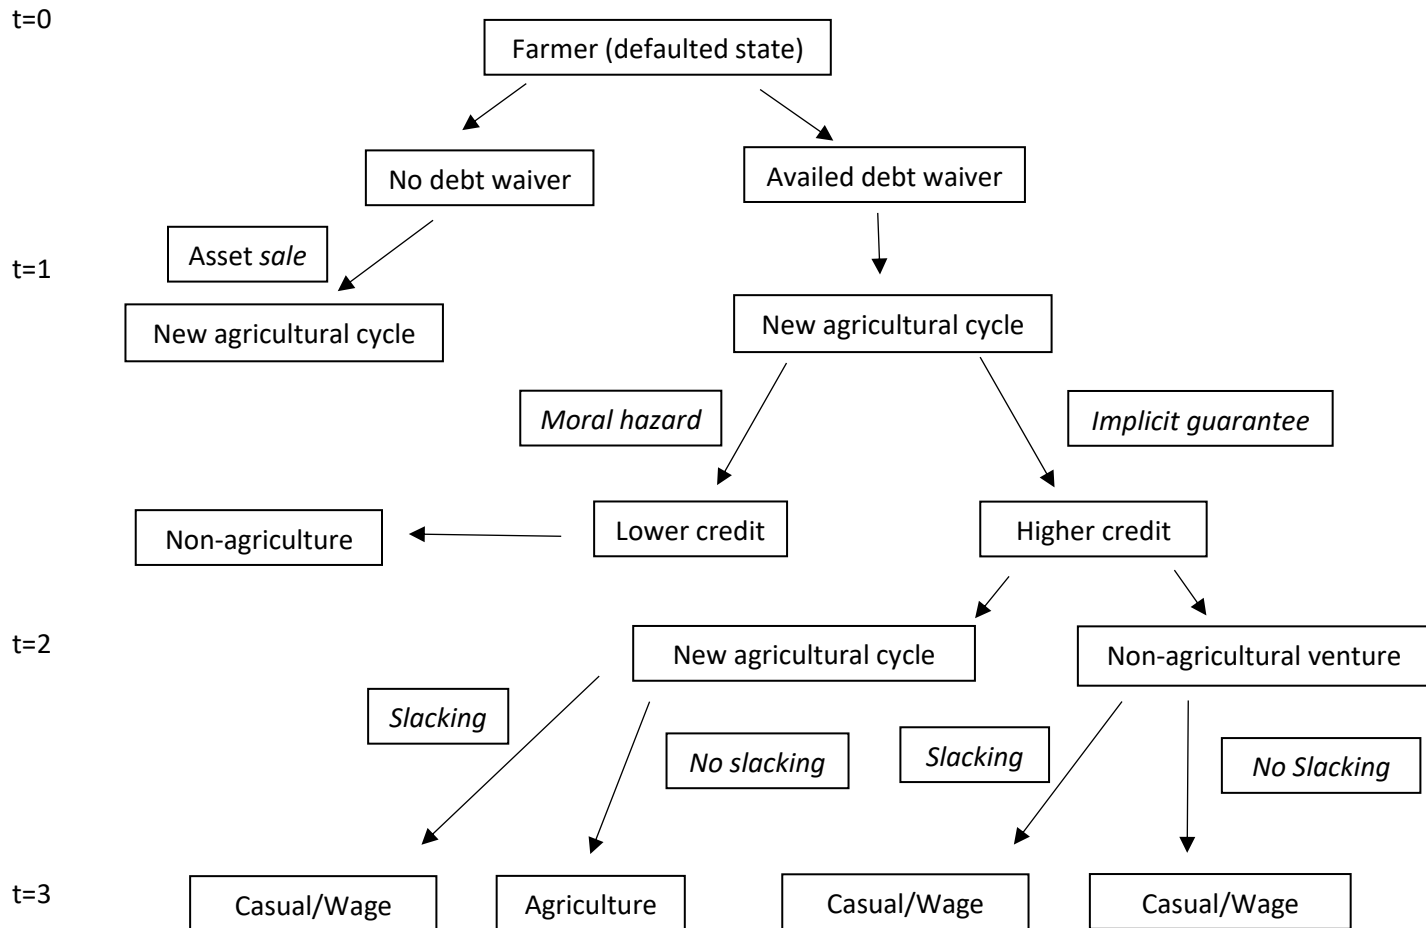 t=0
Farmer (defaulted state)
No debt waiver
Availed debt waiver
Asset sale
t=1
New agricultural cycle
New agricultural cycle
Moral hazard
Implicit guarantee
Non-agriculture
Lower credit
Higher credit
t=2
New agricultural cycle
Non-agricultural venture
Slacking
No slacking
Slacking
No Slacking
t=3
Casual/Wage
Agriculture
Casual/Wage
Casual/Wage